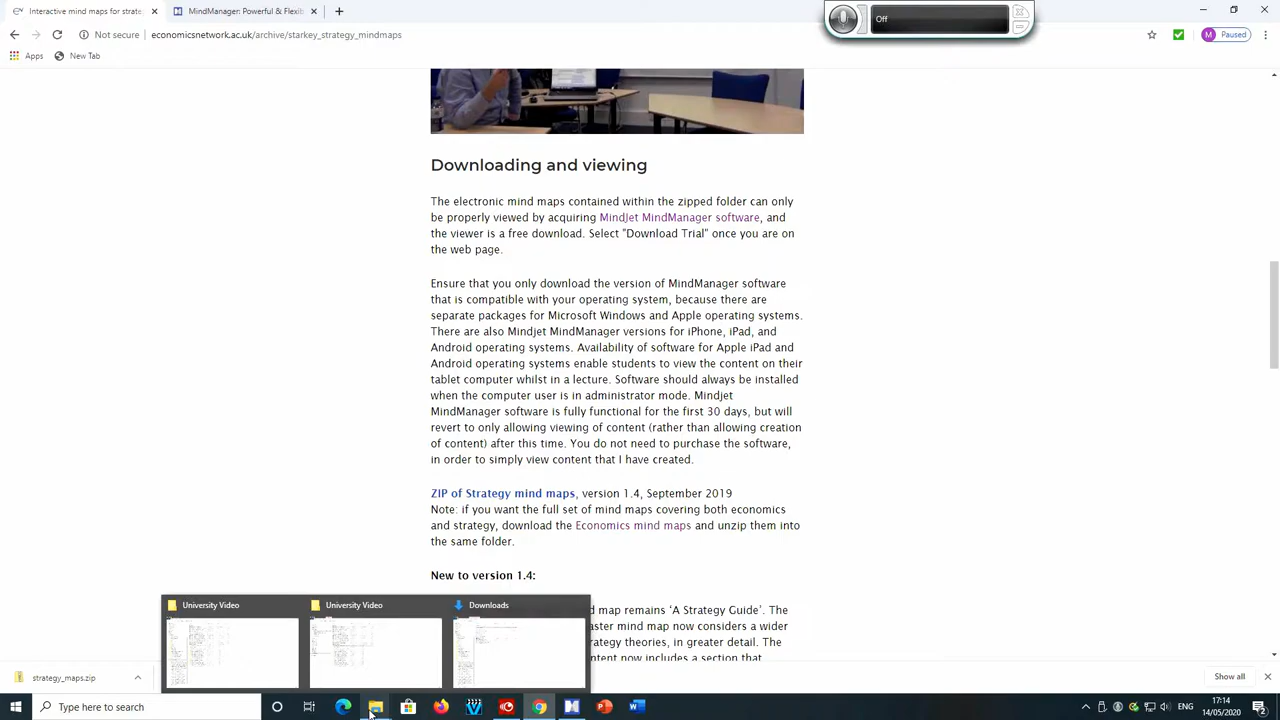 Interactive mind maps for strate
MindManager: Powerful & Flexib
Off
Not secure
economicsnetwork.ac.uk/archive/starkey_strategy_mindmaps
M
Paused
Apps
New Tab
Downloading and viewing
The electronic mind maps contained within the zipped folder can only
be properly viewed by acquiring MindJet MindManager software, and
the viewer is a free download. Select "Download Trial" once you are on
the web page.
Ensure that you only download the version of MindManager software
that is compatible with your operating system, because there are
separate packages for Microsoft Windows and Apple operating systems.
There are also Mindjet MindManager versions for iPhone, iPad, and
Android operating systems. Availability of software for Apple iPad and
Android operating systems enable students to view the content on their
tablet computer whilst in a lecture. Software should always be installed
when the computer user is in administrator mode. Mindjet
MindManager software is fully functional for the first 30 days, but will
revert to only allowing viewing of content (rather than allowing creation
of content) after this time. You do not need to purchase the software,
in order to simply view content that I have created.
ZIP of Strategy mind maps, version 1.4, September 2019
Note: if you want the full set of mind maps covering both economics
and strategy, download the Economics mind maps and unzip them into
the same folder.
New to version 1.4:
map remains ‘A Strategy Guide’. The
aster mind map now considers a wider
rategy theories, in greater detail. The
ntent now includes a section that
University Video
University Video
Downloads
strategy_maps.zip
Show all
Type here to search
ENG
17:14
14/05/2020